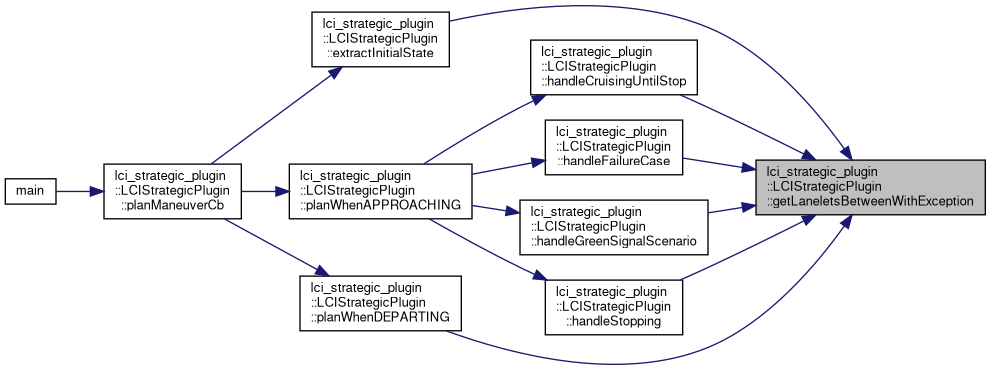 lci_strategic_plugin
::LCIStrategicPlugin
::extractInitialState
lci_strategic_plugin
::LCIStrategicPlugin
::handleCruisingUntilStop
lci_strategic_plugin
::LCIStrategicPlugin
::handleFailureCase
lci_strategic_plugin
::LCIStrategicPlugin
::getLaneletsBetweenWithException
main
lci_strategic_plugin
::LCIStrategicPlugin
::planManeuverCb
lci_strategic_plugin
::LCIStrategicPlugin
::planWhenAPPROACHING
lci_strategic_plugin
::LCIStrategicPlugin
::handleGreenSignalScenario
lci_strategic_plugin
::LCIStrategicPlugin
::planWhenDEPARTING
lci_strategic_plugin
::LCIStrategicPlugin
::handleStopping